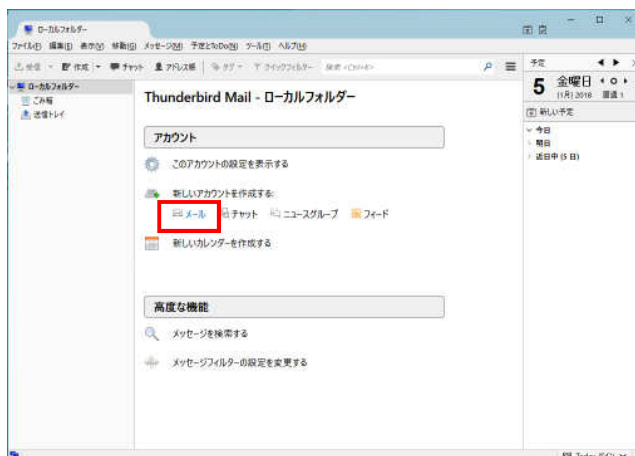 ローカルフォルダー
ファイル(F) 編集(E) 表示(V) 移動(G) メッセージ(M) 予定とToDo(N) ツール(T) ヘルプ(H)
受信 作成 チャット アドレス帳 タグ クイックフィルター 検索 <Ctrl+K>
ローカルフォルダー
ごみ箱
送信トレイ
Thunderbird Mail - ローカルフォルダー
アカウント
このアカウントの設定を表示する
新しいアカウントを作成する:
メール チャット ニュースグループ フィード
新しいカレンダーを作成する
高度な機能
メッセージを検索する
メッセージフィルターの設定を変更する
予定
5 金曜日
1月 2018 週 1
新しい予定
今日
明日
近日中 (5 日)
Today